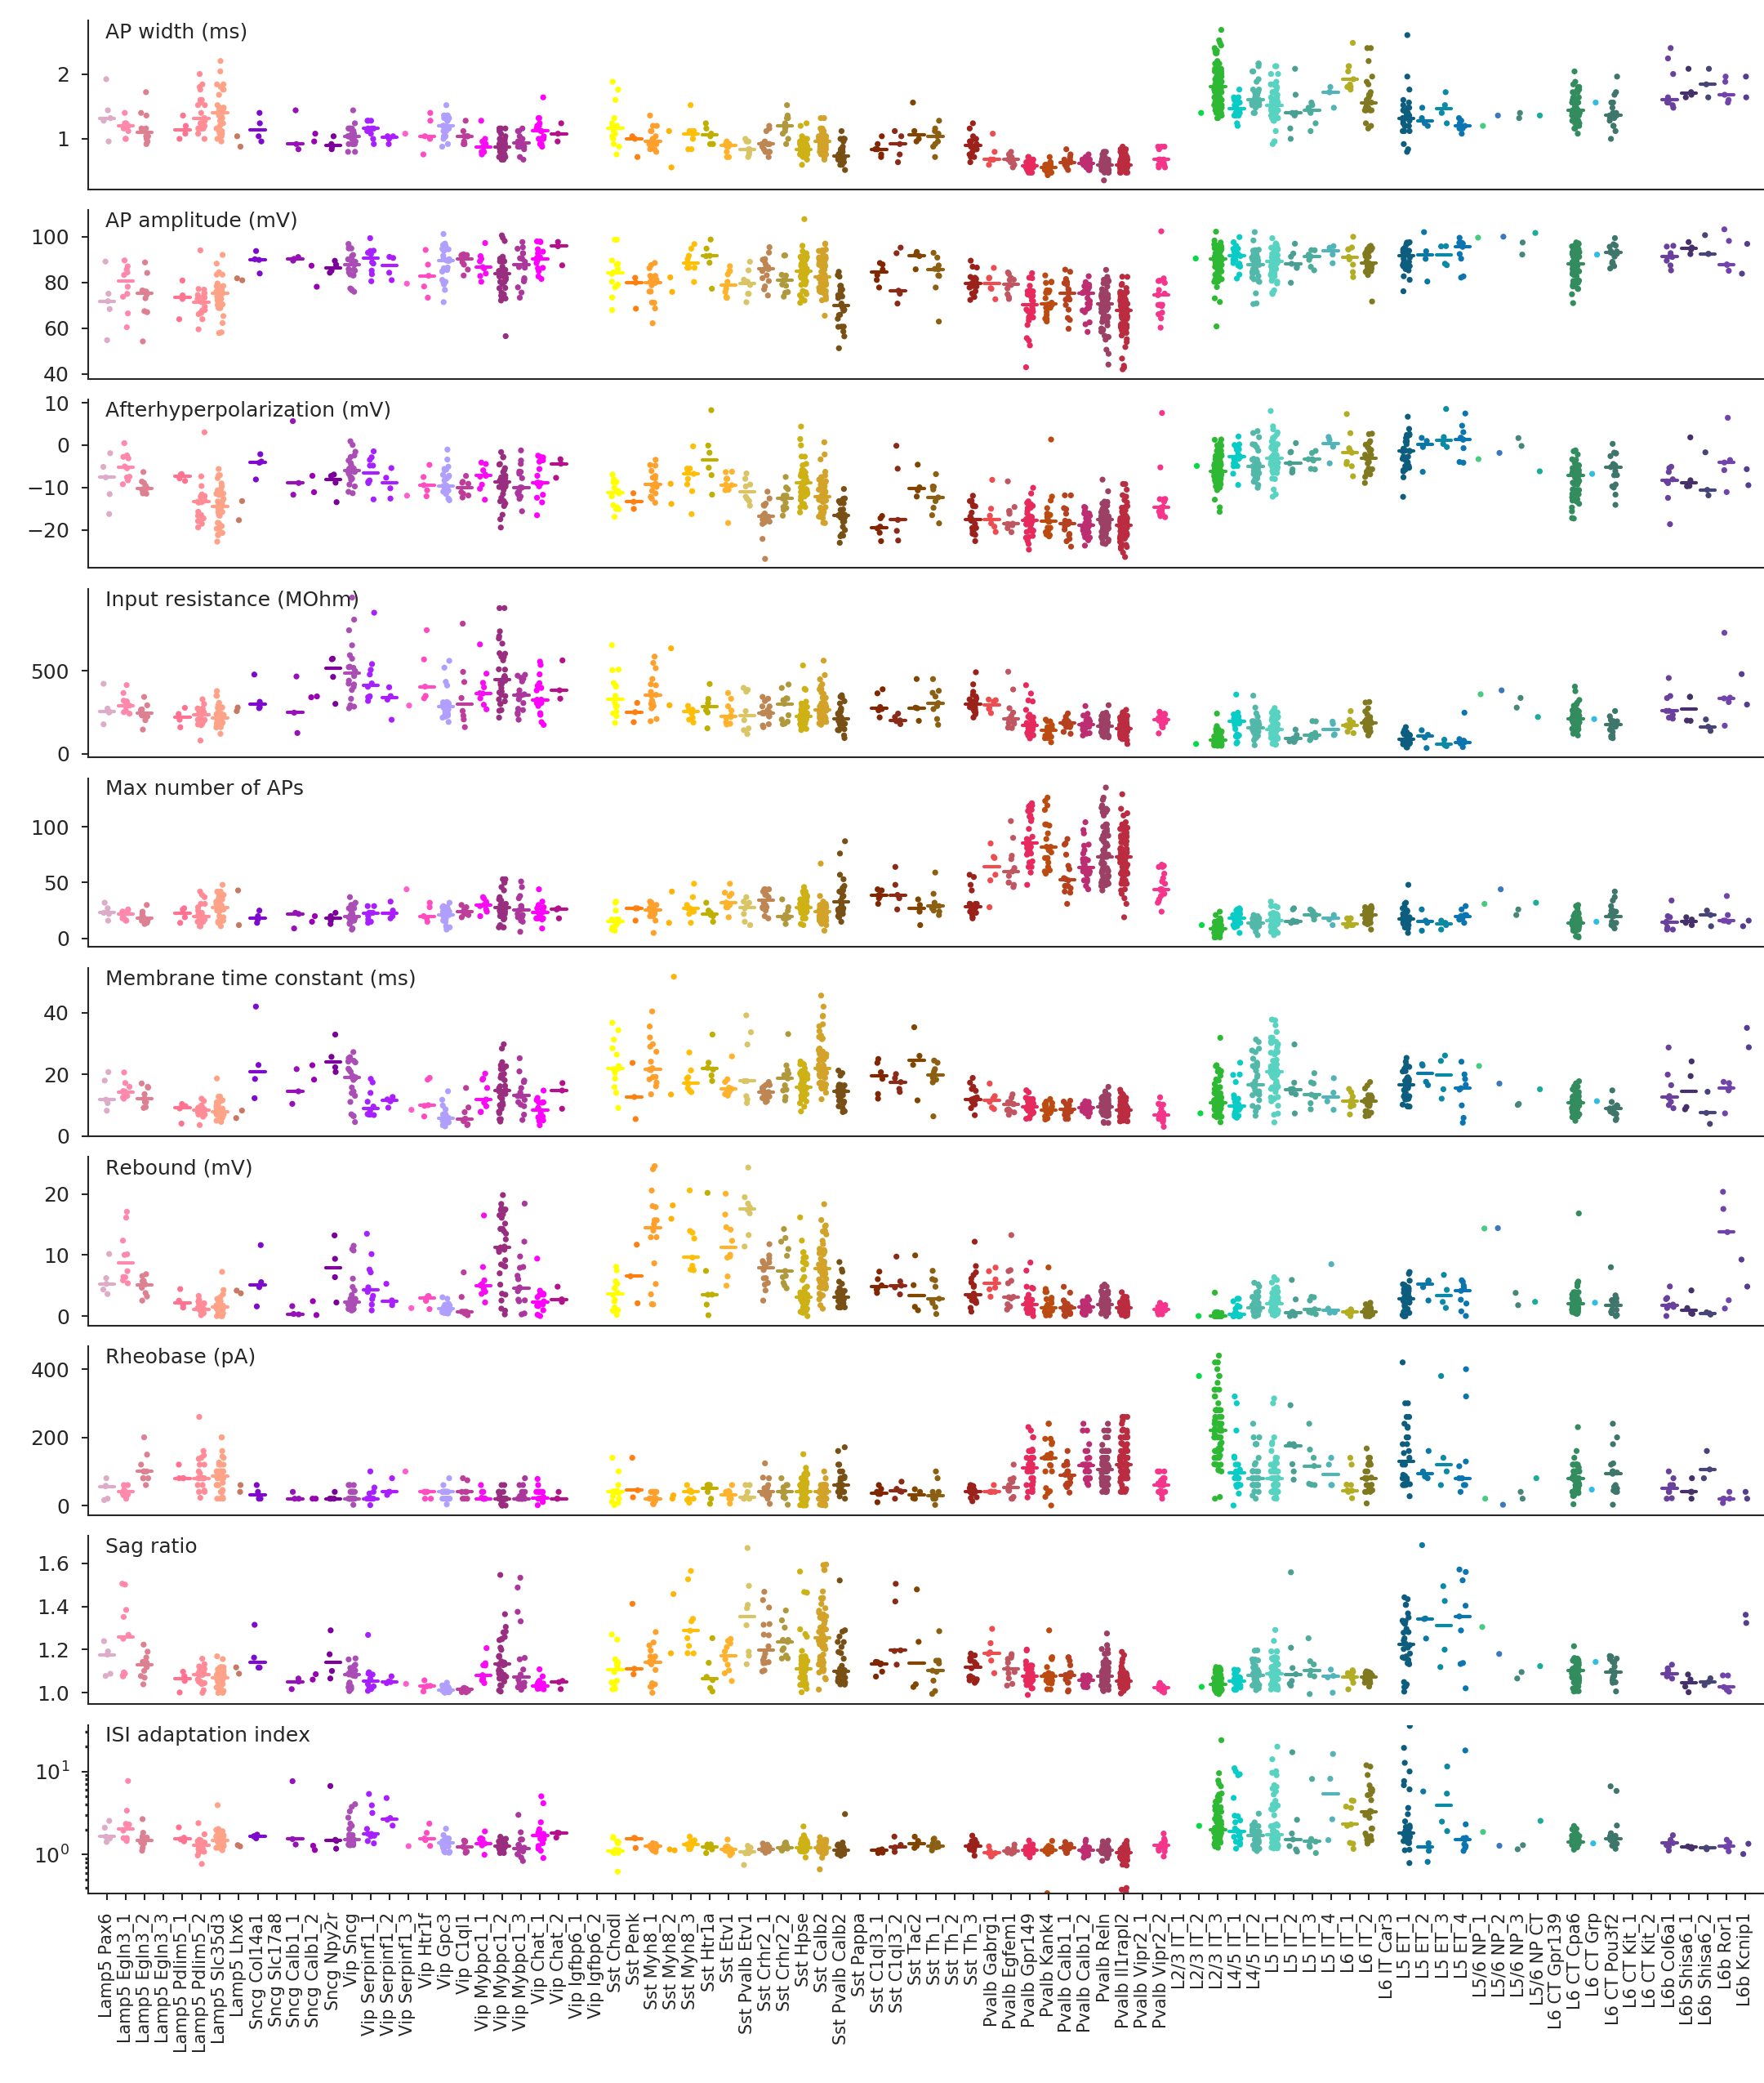 AP width (ms)
2
1
AP amplitude (mV)
100
80
60
40
Afterhyperpolarization (mV)
10
0
−10
−20
Input resistance (MOhm)
500
0
Max number of APs
100
50
0
Membrane time constant (ms)
40
20
0
Rebound (mV)
20
10
0
Rheobase (pA)
400
200
0
Sag ratio
1.6
1.4
1.2
1.0
ISI adaptation index
10¹
10⁰
Lamp5 Pax6
Lamp5 Egln3_1
Lamp5 Egln3_2
Lamp5 Egln3_3
Lamp5 Pdlim5_1
Lamp5 Pdlim5_2
Lamp5 Slc35d3
Lamp5 Lhx6
Sncg Col14a1
Sncg Slc17a8
Sncg Calb1_1
Sncg Calb1_2
Sncg Npy2r
Vip Sncg
Vip Serpinf1_1
Vip Serpinf1_2
Vip Serpinf1_3
Vip Htr1f
Vip Gpc3
Vip C1ql1
Vip Mybpc1_1
Vip Mybpc1_2
Vip Mybpc1_3
Vip Chat_1
Vip Chat_2
Vip Igfbp6_1
Vip Igfbp6_2
Sst Chodl
Sst Penk
Sst Myh8_1
Sst Myh8_2
Sst Myh8_3
Sst Htr1a
Sst Etv1
Sst Pvalb Etv1
Sst Crhr2_1
Sst Crhr2_2
Sst Hpse
Sst Calb2
Sst Pvalb Calb2
Sst Pappa
Sst C1ql3_1
Sst C1ql3_2
Sst Tac2
Sst Th_1
Sst Th_2
Sst Th_3
Pvalb Gabrg1
Pvalb Egfem1
Pvalb Gpr149
Pvalb Kank4
Pvalb Calb1_1
Pvalb Calb1_2
Pvalb Reln
Pvalb Il1rapl2
Pvalb Vipr2_1
Pvalb Vipr2_2
L2/3 IT_1
L2/3 IT_2
L2/3 IT_3
L4/5 IT_1
L4/5 IT_2
L5 IT_1
L5 IT_2
L5 IT_3
L5 IT_4
L6 IT_1
L6 IT_2
L6 IT Car3
L5 ET_1
L5 ET_2
L5 ET_3
L5 ET_4
L5/6 NP_1
L5/6 NP_2
L5/6 NP_3
L5/6 NP CT
L6 CT Gpr139
L6 CT Cpa6
L6 CT Grp
L6 CT Pou3f2
L6 CT Kit_1
L6 CT Kit_2
L6b Col6a1
L6b Shisa6_1
L6b Shisa6_2
L6b Ror1
L6b Kcnip1